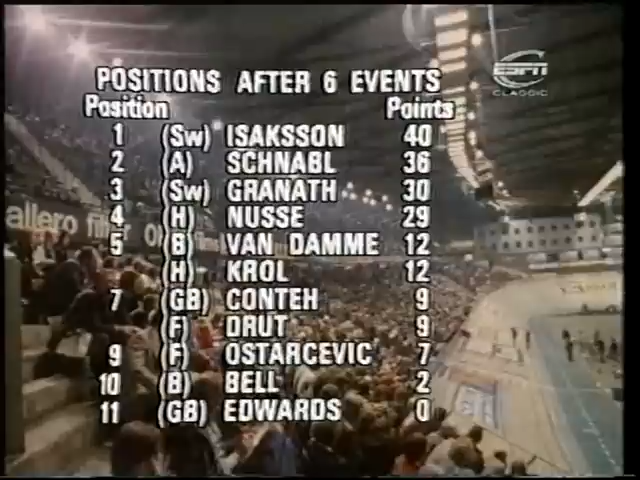 POSITIONS AFTER 6 EVENTS
Position Points
1 (Sw) ISAKSSON 40
2 (A) SCHNABL 36
3 (Sw) GRANATH 30
4 (H) NUSSE 29
5 (B) VAN DAMME 12
(H) KROL 12
7 (GB) CONTEH 9
(F) DRUT 9
9 (F) OSTARCEVIC 7
10 (B) BELL 2
11 (GB) EDWARDS 0
ESPN
CLASSIC
allero